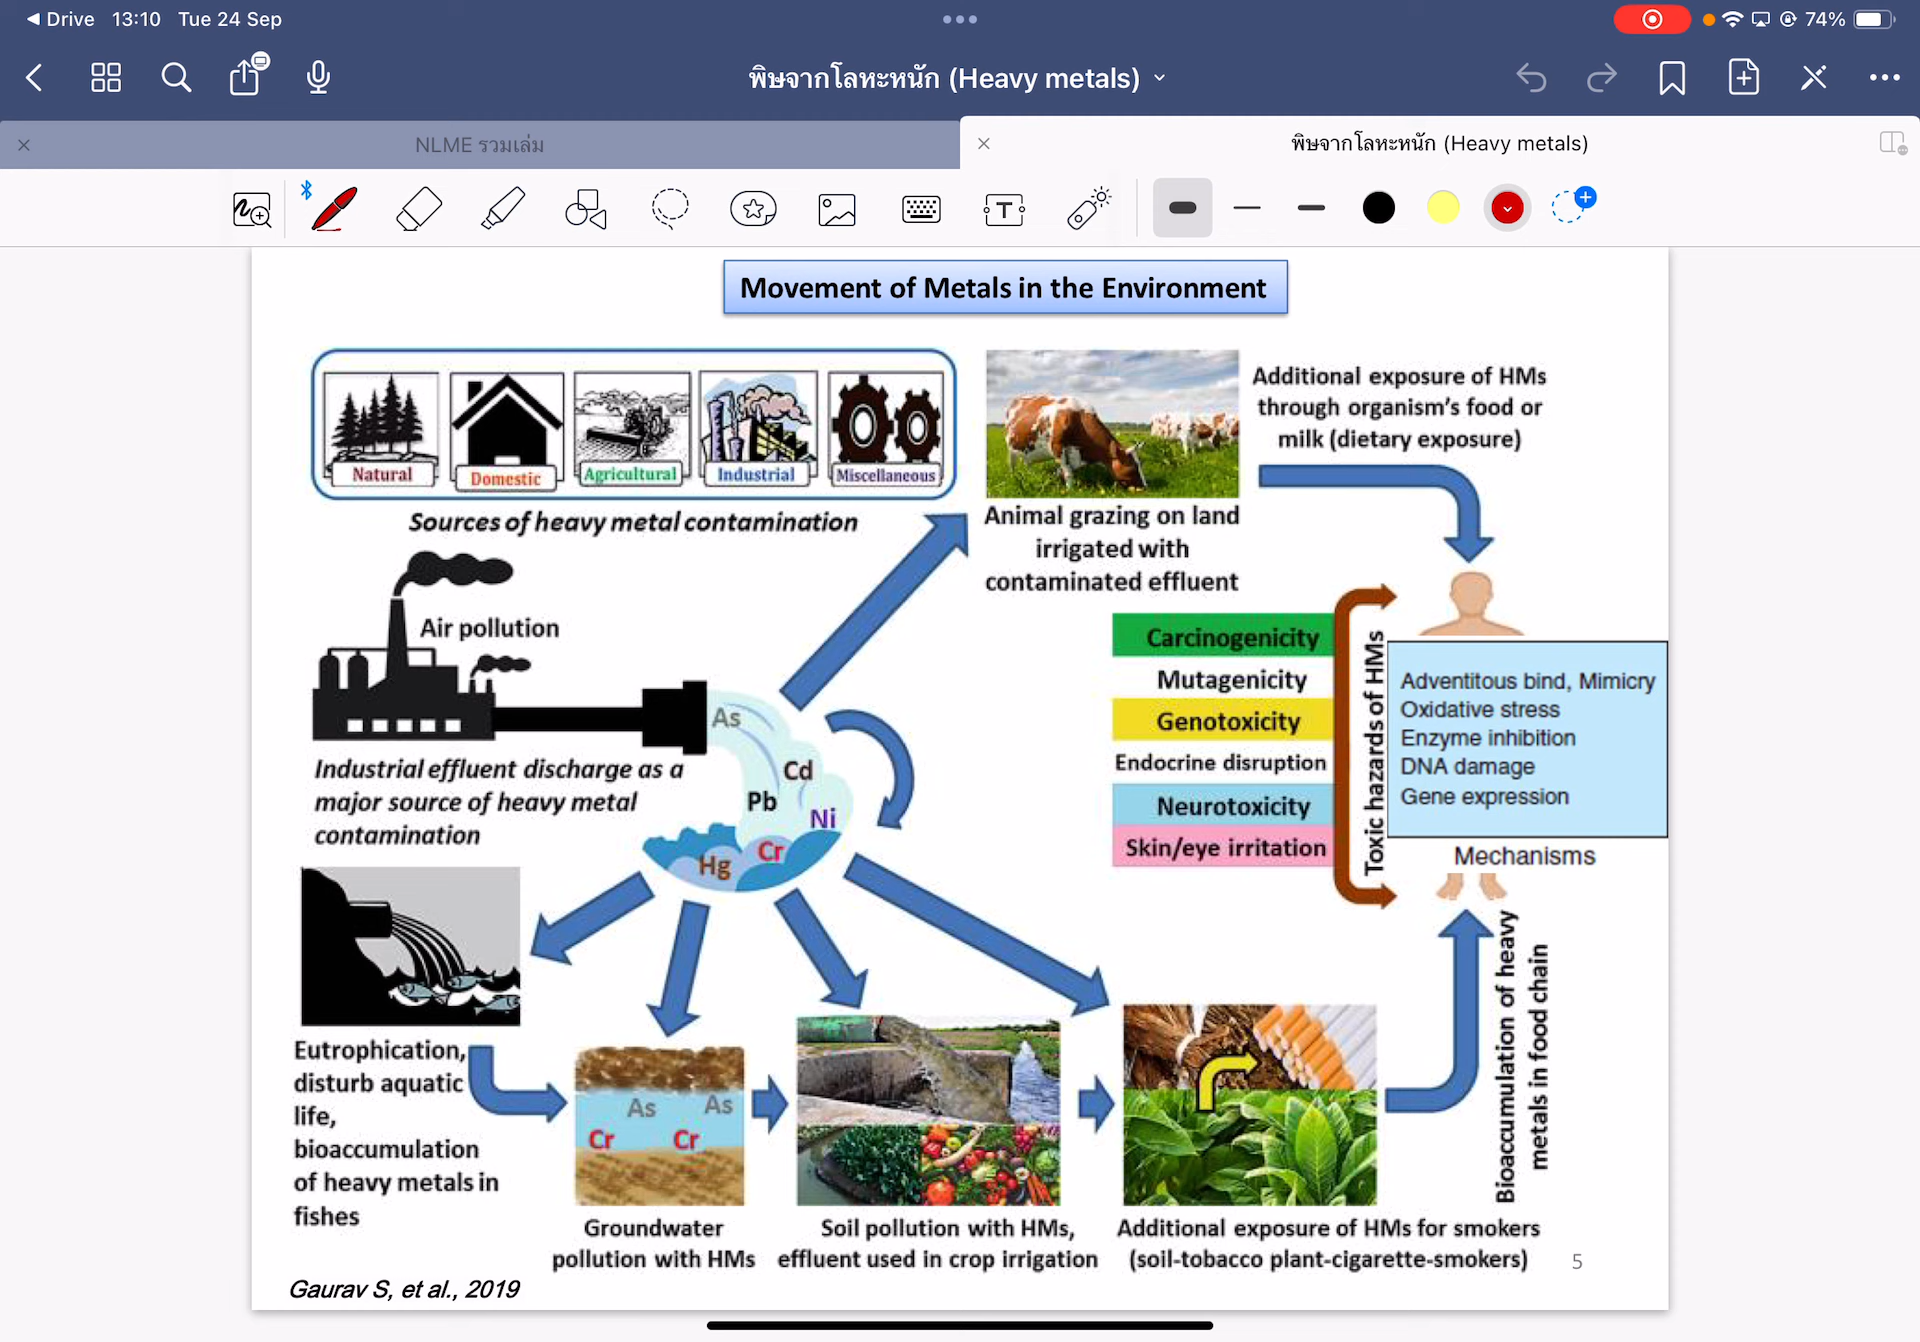 Drive 13:10 Tue 24 Sep
74%
พิษจากโลหะหนัก (Heavy metals)
NLME รวมเล่ม
พิษจากโลหะหนัก (Heavy metals)
T
Movement of Metals in the Environment
Natural
Domestic
Agricultural
Industrial
Miscellaneous
Sources of heavy metal contamination
Additional exposure of HMs
through organism's food or
milk (dietary exposure)
Animal grazing on land
irrigated with
contaminated effluent
Air pollution
As
Cd
Pb
Ni
Cr
Hg
Industrial effluent discharge as a
major source of heavy metal
contamination
Carcinogenicity
Mutagenicity
Genotoxicity
Endocrine disruption
Neurotoxicity
Skin/eye irritation
Toxic hazards of HMs
Adventitous bind, Mimicry
Oxidative stress
Enzyme inhibition
DNA damage
Gene expression
Mechanisms
Eutrophication,
disturb aquatic
life,
bioaccumulation
of heavy metals in
fishes
As As
Cr Cr
Groundwater
pollution with HMs
Soil pollution with HMs,
effluent used in crop irrigation
Additional exposure of HMs for smokers
(soil-tobacco plant-cigarette-smokers)
Bioaccumulation of heavy
metals in food chain
5
Gaurav S, et al., 2019